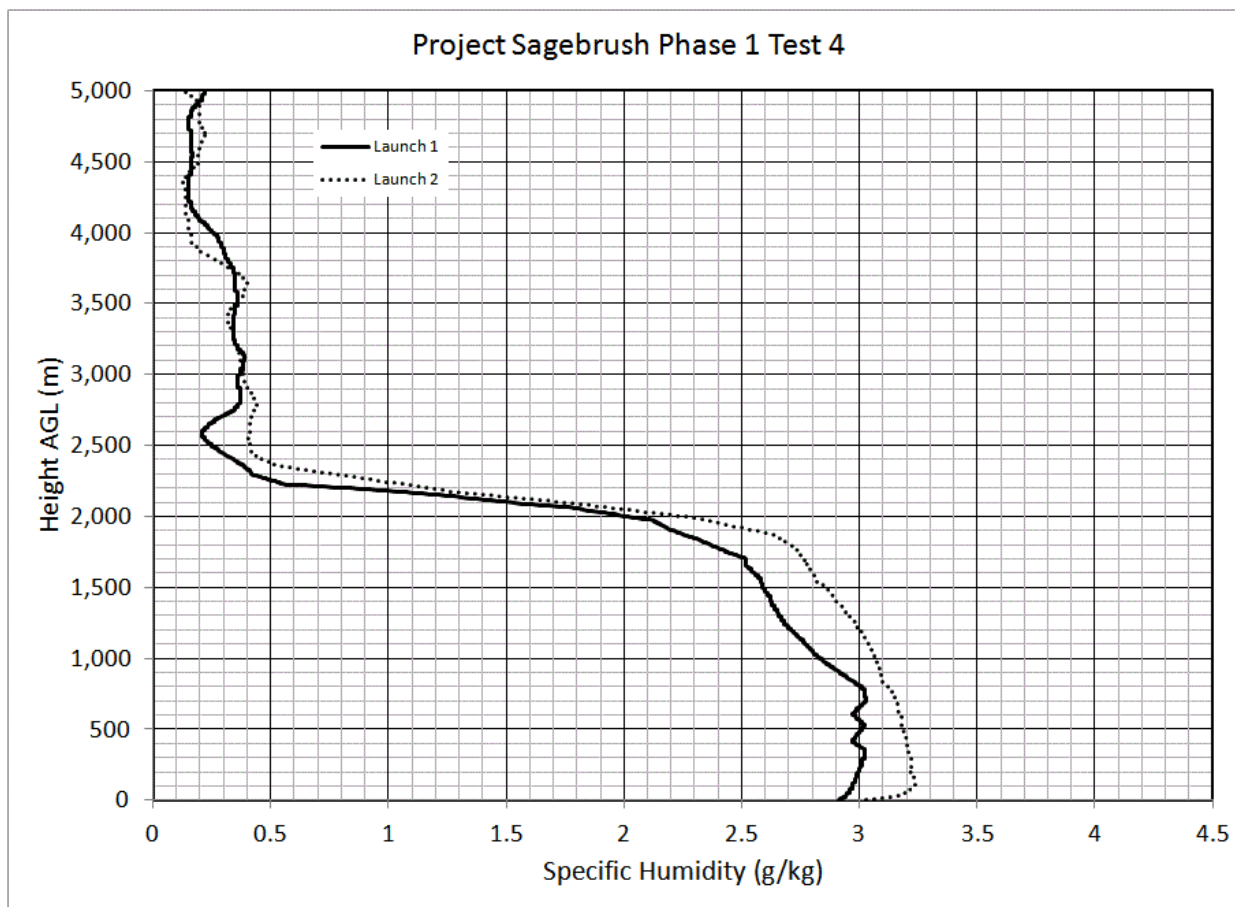 Project Sagebrush Phase 1 Test 4
5,000
4,500
4,000
3,500
3,000
2,500
2,000
1,500
1,000
500
0
Height AGL (m)
Launch 1
Launch 2
0 0.5 1 1.5 2 2.5 3 3.5 4 4.5
Specific Humidity (g/kg)